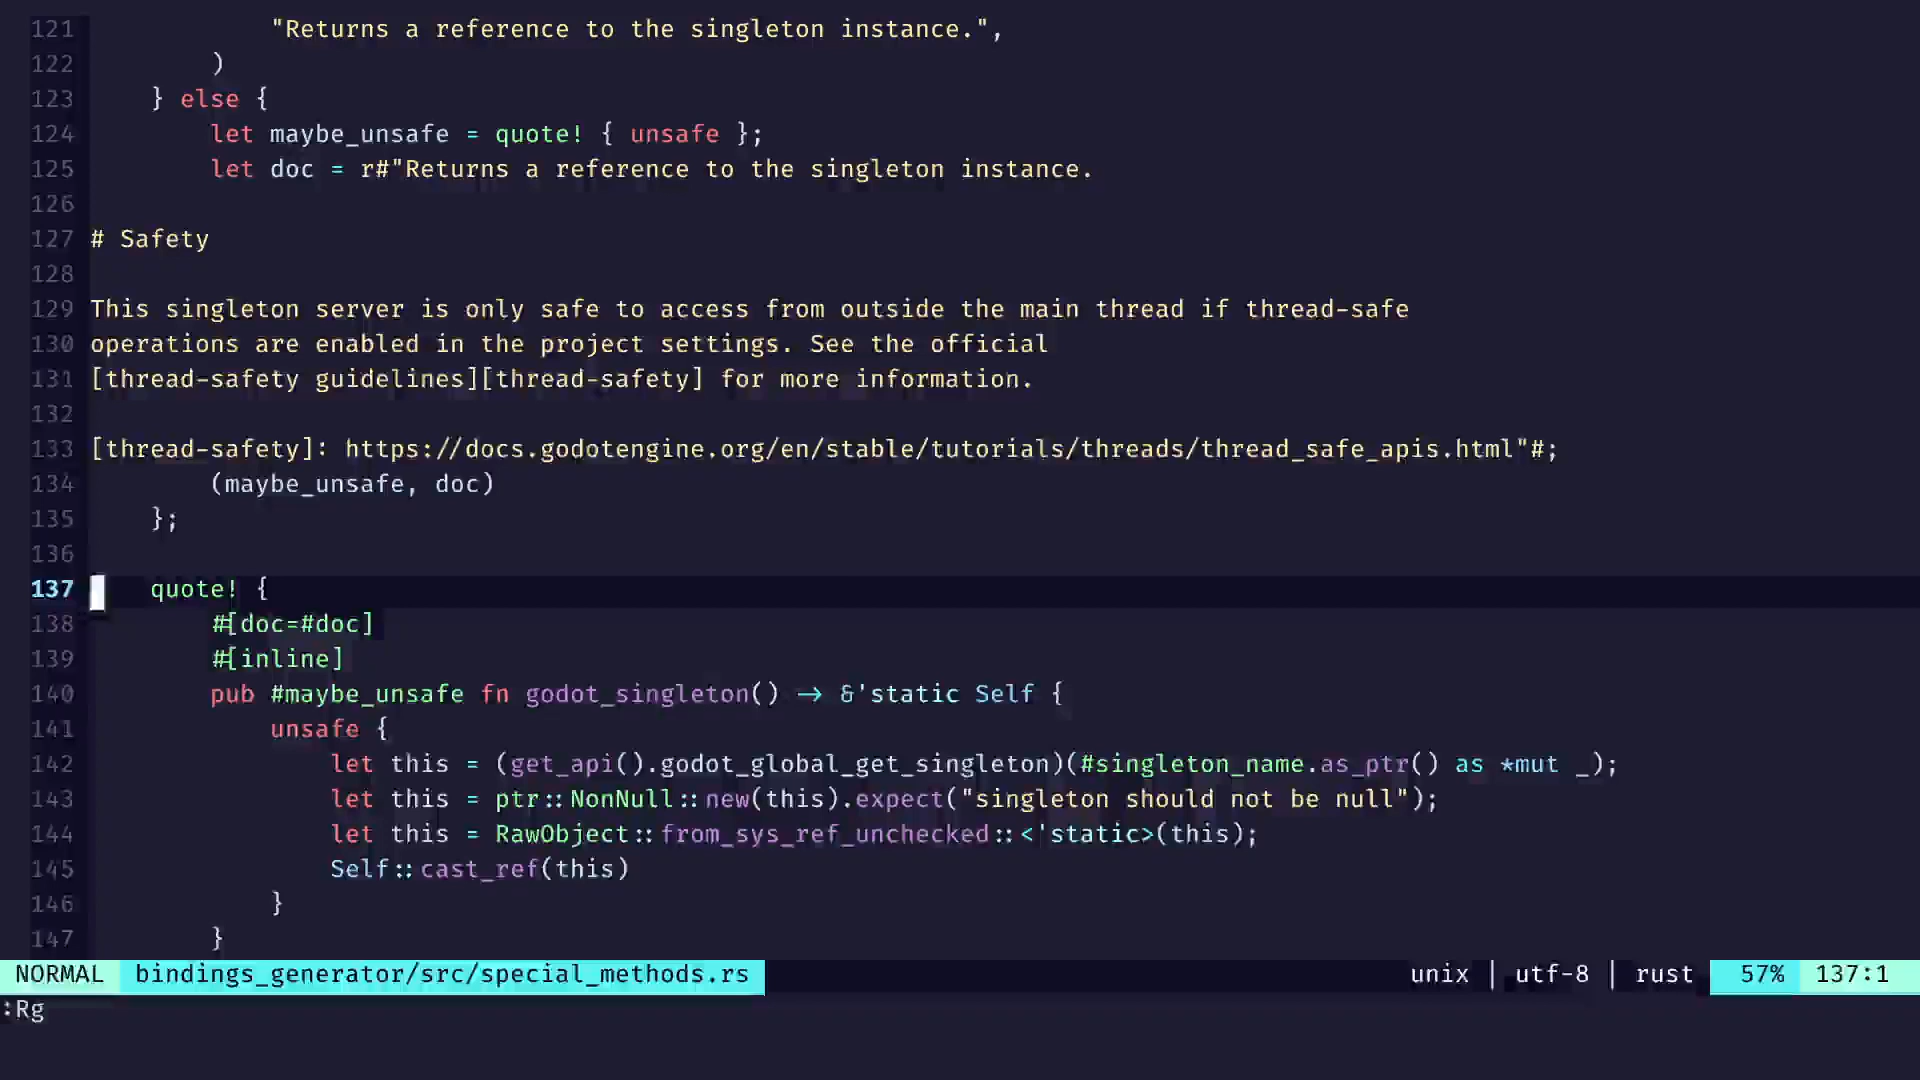 121             "Returns a reference to the singleton instance.",
122         )
123     } else {
124         let maybe_unsafe = quote! { unsafe };
125         let doc = r#"Returns a reference to the singleton instance.
126
127 # Safety
128
129 This singleton server is only safe to access from outside the main thread if thread-safe
130 operations are enabled in the project settings. See the official
131 [thread-safety guidelines][thread-safety] for more information.
132
133 [thread-safety]: https://docs.godotengine.org/en/stable/tutorials/threads/thread_safe_apis.html"#;
134         (maybe_unsafe, doc)
135     };
136
137     quote! {
138         #[doc=#doc]
139         #[inline]
140         pub #maybe_unsafe fn godot_singleton() -> &'static Self {
141             unsafe {
142                 let this = (get_api().godot_global_get_singleton)(#singleton_name.as_ptr() as *mut _);
143                 let this = ptr::NonNull::new(this).expect("singleton should not be null");
144                 let this = RawObject::from_sys_ref_unchecked::<'static>(this);
145                 Self::cast_ref(this)
146             }
147         }
NORMAL bindings_generator/src/special_methods.rs unix | utf-8 | rust 57% 137:1
:Rg